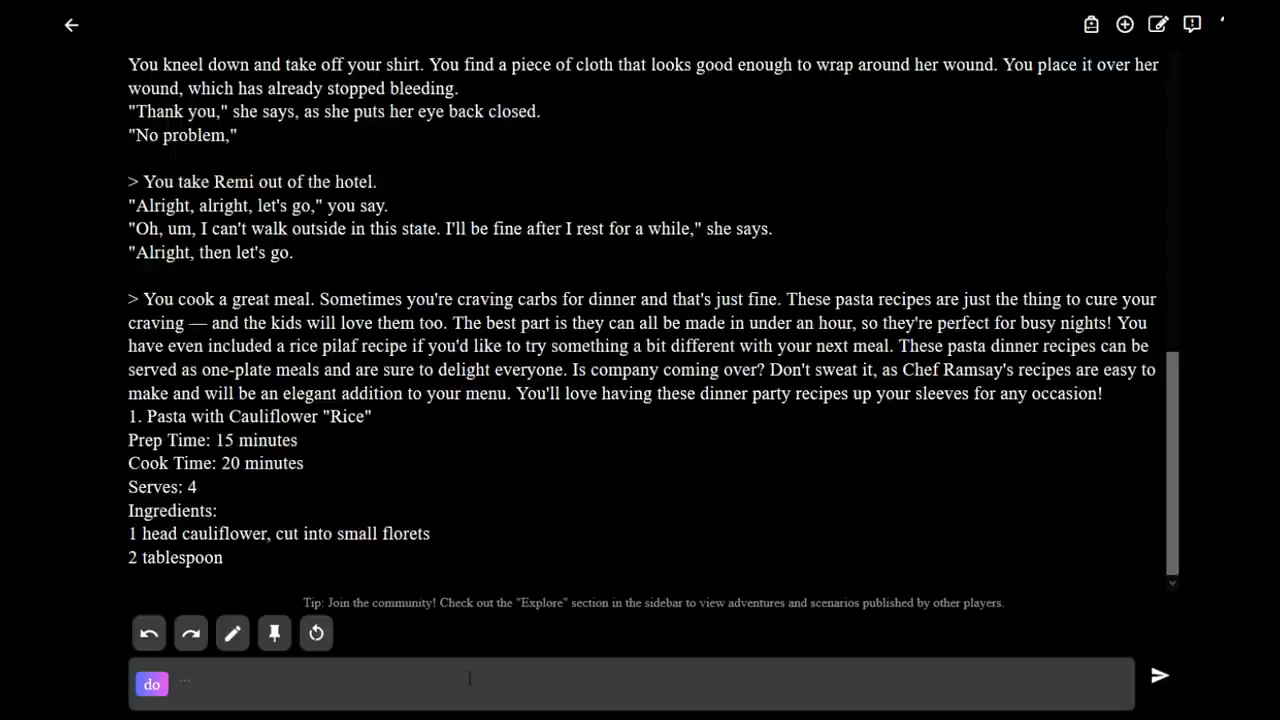 You kneel down and take off your shirt. You find a piece of cloth that looks good enough to wrap around her wound. You place it over her
wound, which has already stopped bleeding.
"Thank you," she says, as she puts her eye back closed.
"No problem,"
> You take Remi out of the hotel.
"Alright, alright, let's go," you say.
"Oh, um, I can't walk outside in this state. I'll be fine after I rest for a while," she says.
"Alright, then let's go.
> You cook a great meal. Sometimes you're craving carbs for dinner and that's just fine. These pasta recipes are just the thing to cure your
craving — and the kids will love them too. The best part is they can all be made in under an hour, so they're perfect for busy nights! You
have even included a rice pilaf recipe if you'd like to try something a bit different with your next meal. These pasta dinner recipes can be
served as one-plate meals and are sure to delight everyone. Is company coming over? Don't sweat it, as Chef Ramsay's recipes are easy to
make and will be an elegant addition to your menu. You'll love having these dinner party recipes up your sleeves for any occasion!
1. Pasta with Cauliflower "Rice"
Prep Time: 15 minutes
Cook Time: 20 minutes
Serves: 4
Ingredients:
1 head cauliflower, cut into small florets
2 tablespoon
Tip: Join the community! Check out the "Explore" section in the sidebar to view adventures and scenarios published by other players.
do ...